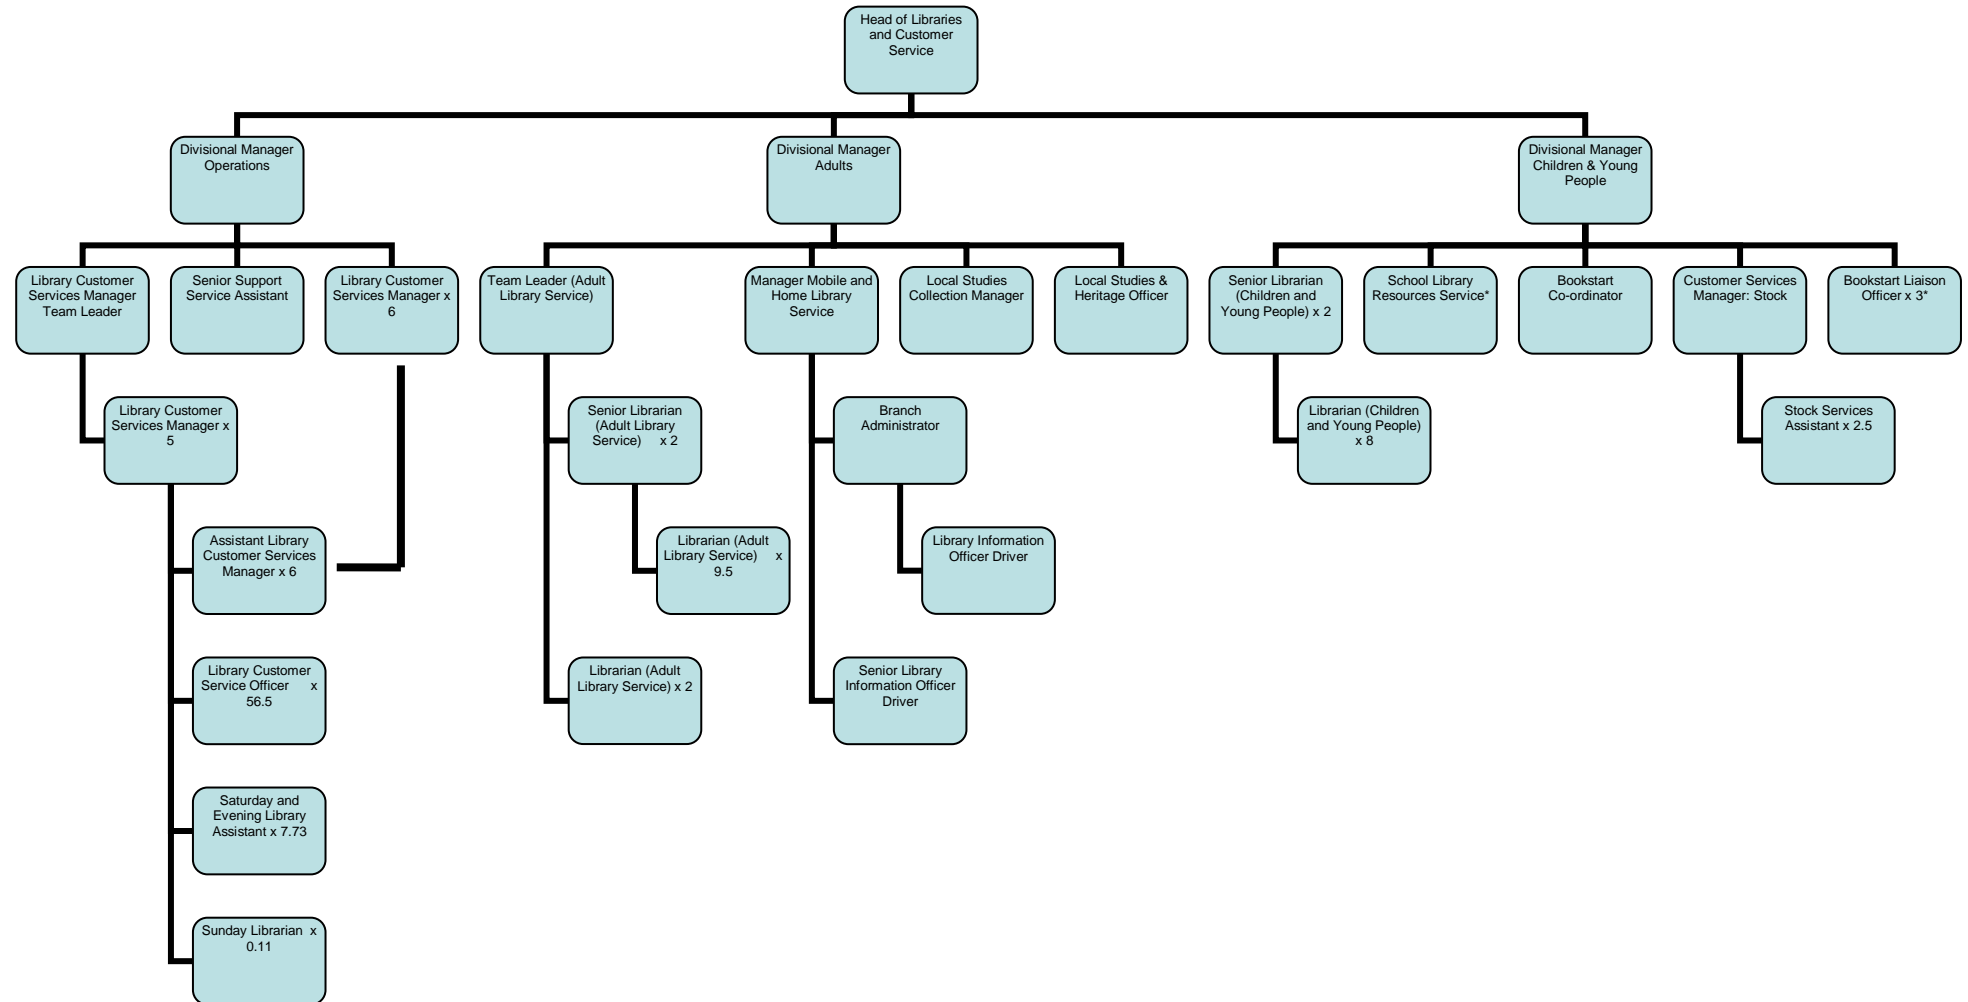 Head of Libraries
and Customer
Service
Divisional Manager
Operations
Divisional Manager
Adults
Divisional Manager
Children & Young
People
Library Customer
Services Manager
Team Leader
Senior Support
Service Assistant
Library Customer
Services Manager x
6
Team Leader (Adult
Library Service)
Manager Mobile and
Home Library
Service
Local Studies
Collection Manager
Local Studies &
Heritage Officer
Senior Librarian
(Children and
Young People) x 2
School Library
Resources Service*
Bookstart
Co-ordinator
Customer Services
Manager: Stock
Bookstart Liaison
Officer x 3*
Library Customer
Services Manager x
5
Senior Librarian
(Adult Library
Service) x 2
Branch
Administrator
Librarian (Children
and Young People)
x 8
Stock Services
Assistant x 2.5
Assistant Library
Customer Services
Manager x 6
Librarian (Adult
Library Service) x
9.5
Library Information
Officer Driver
Library Customer
Service Officer x
56.5
Librarian (Adult
Library Service) x 2
Senior Library
Information Officer
Driver
Saturday and
Evening Library
Assistant x 7.73
Sunday Librarian x
0.11